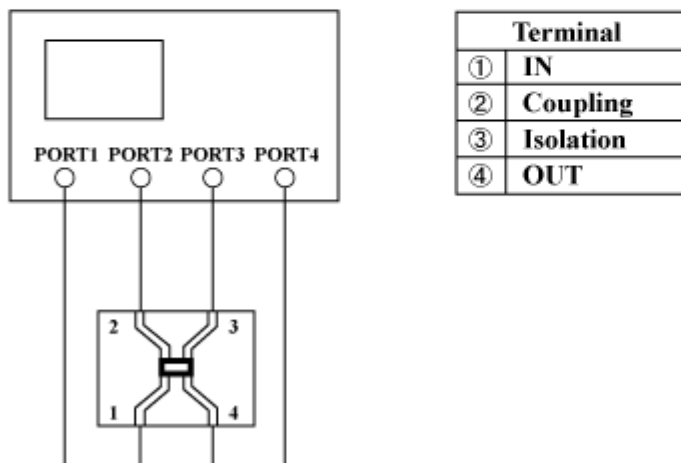 PORT1 PORT2 PORT3 PORT4
2 3
1 4
Terminal
① IN
② Coupling
③ Isolation
④ OUT